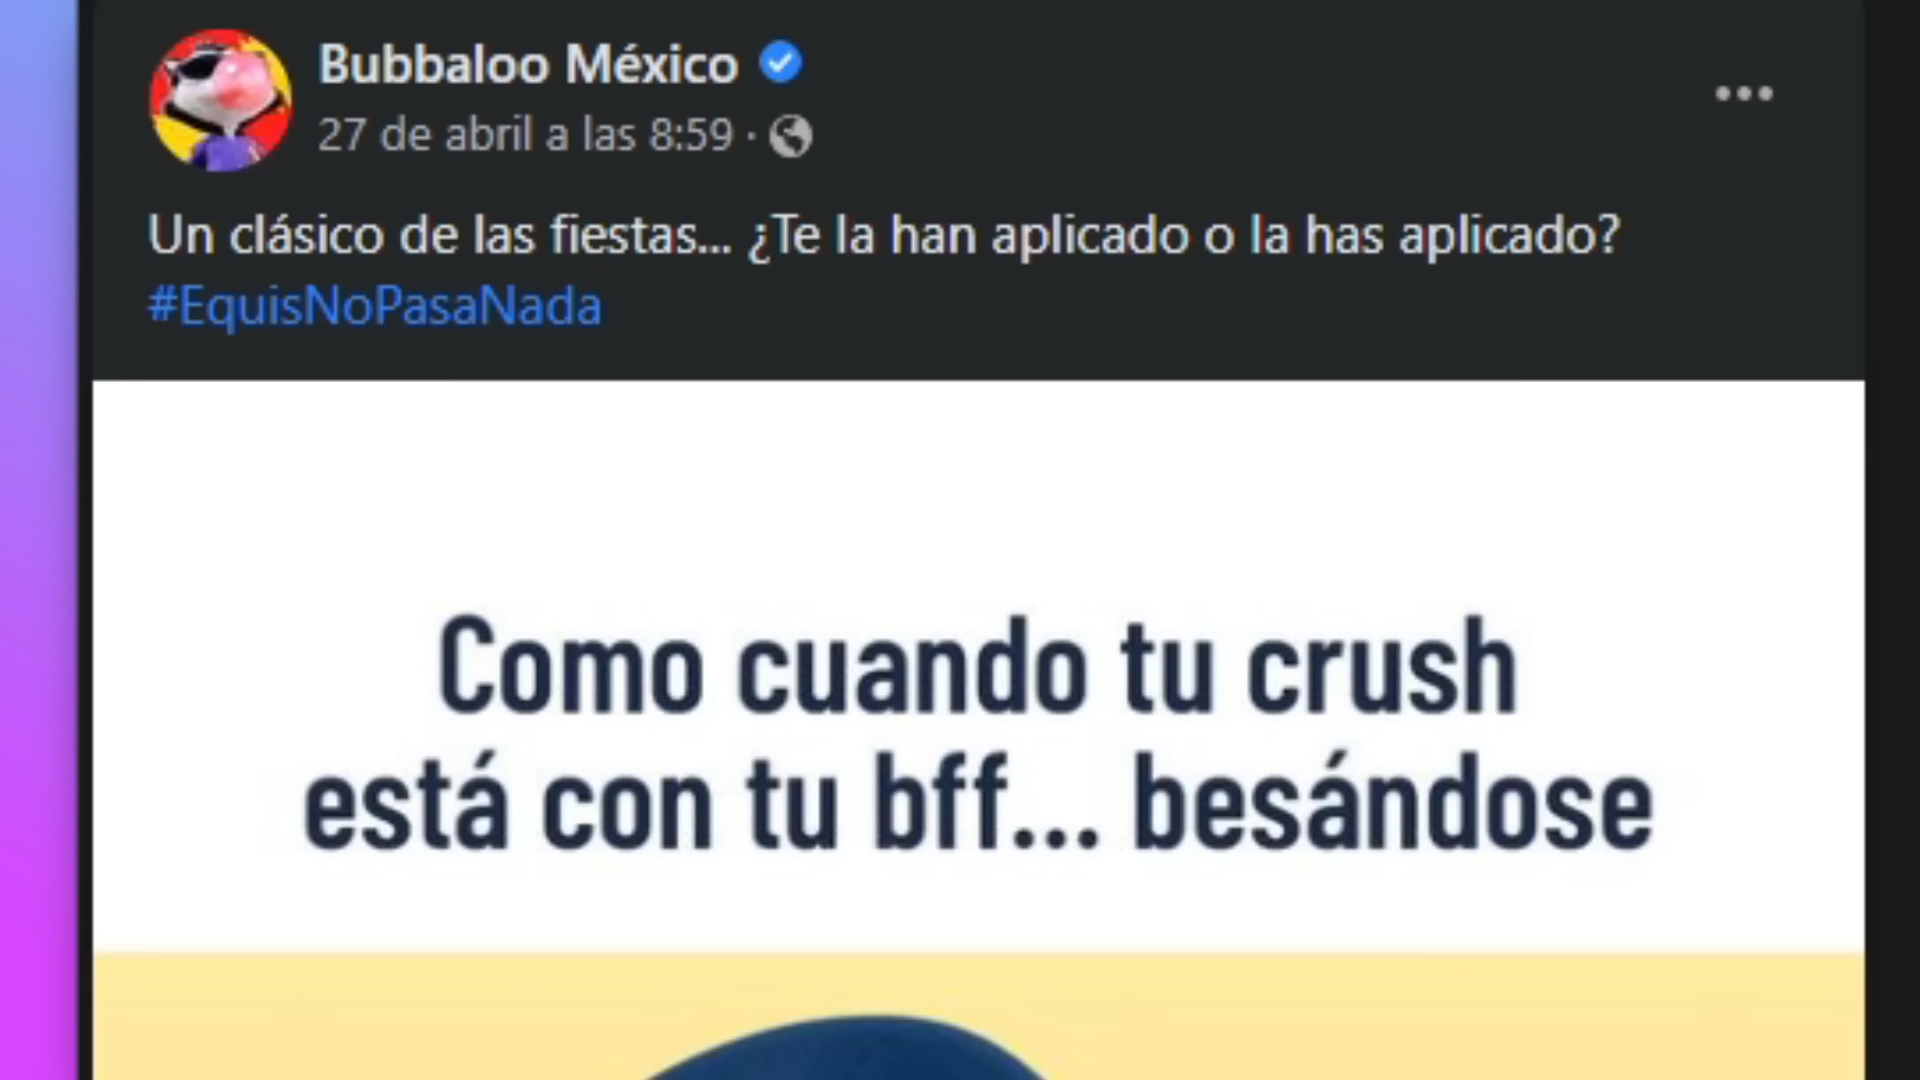 Bubbaloo México
27 de abril a las 8:59 ·
Un clásico de las fiestas... ¿Te la han aplicado o la has aplicado?
#EquisNoPasaNada
Como cuando tu crush
está con tu bff... besándose